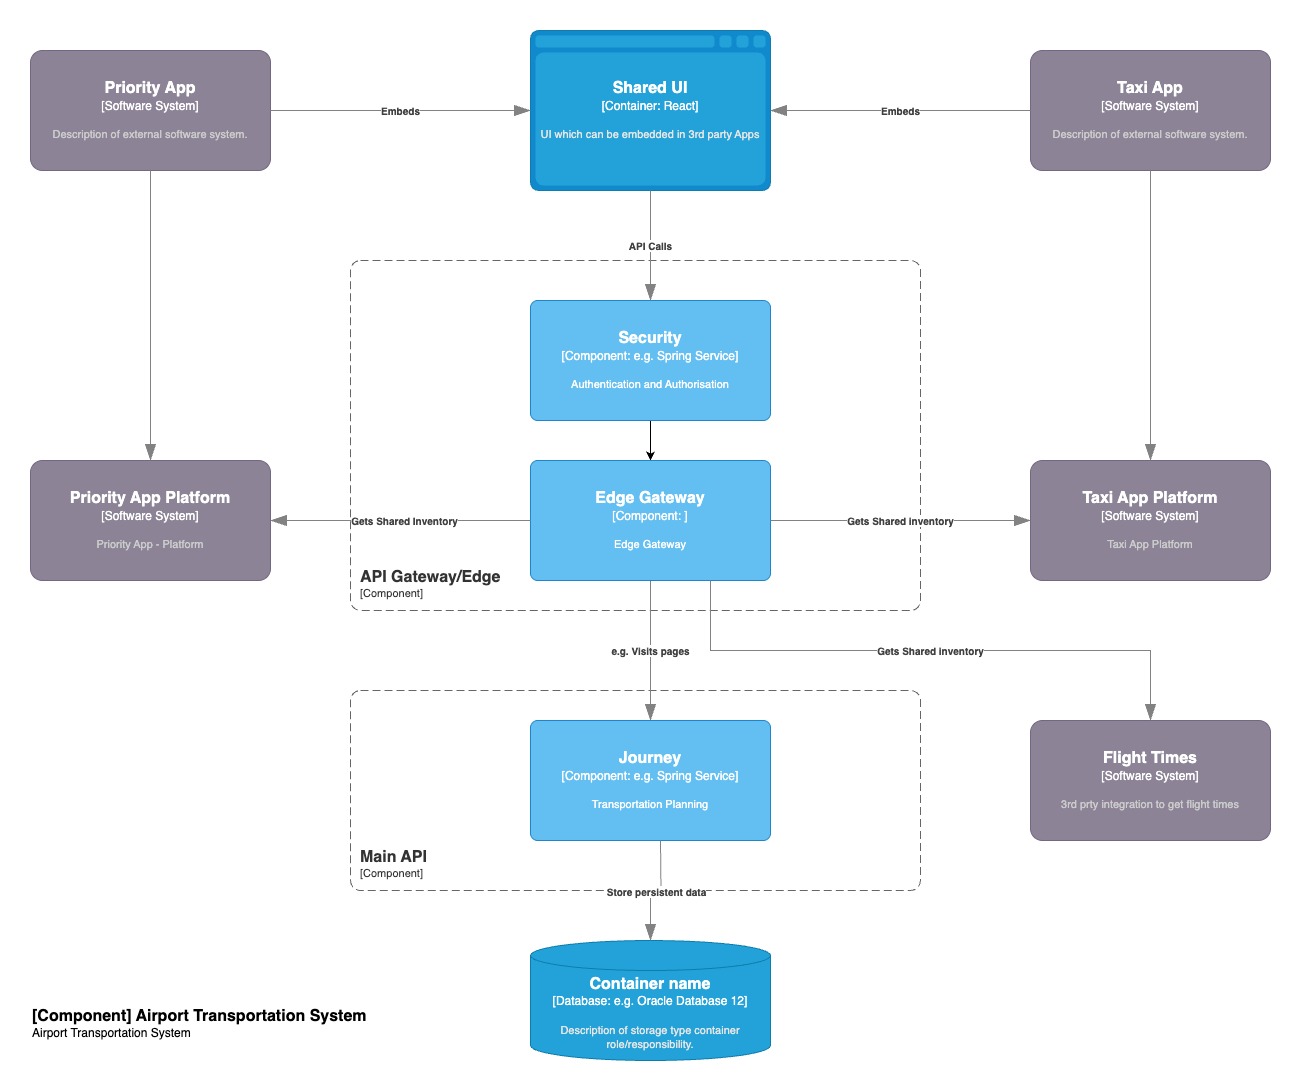 Priority App
[Software System]
Description of external software system.
Shared UI
[Container: React]
UI which can be embedded in 3rd party Apps
Taxi App
[Software System]
Description of external software system.
Embeds
Embeds
API Calls
Security
[Component: e.g. Spring Service]
Authentication and Authorisation
Priority App Platform
[Software System]
Priority App - Platform
Edge Gateway
[Component: ]
Edge Gateway
Taxi App Platform
[Software System]
Taxi App Platform
Gets Shared Inventory
Gets Shared inventory
API Gateway/Edge
[Component]
e.g. Visits pages
Gets Shared inventory
Journey
[Component: e.g. Spring Service]
Transportation Planning
Flight Times
[Software System]
3rd prty integration to get flight times
Main API
[Component]
Store persistent data
Container name
[Database: e.g. Oracle Database 12]
Description of storage type container
role/responsibility.
[Component] Airport Transportation System
Airport Transportation System